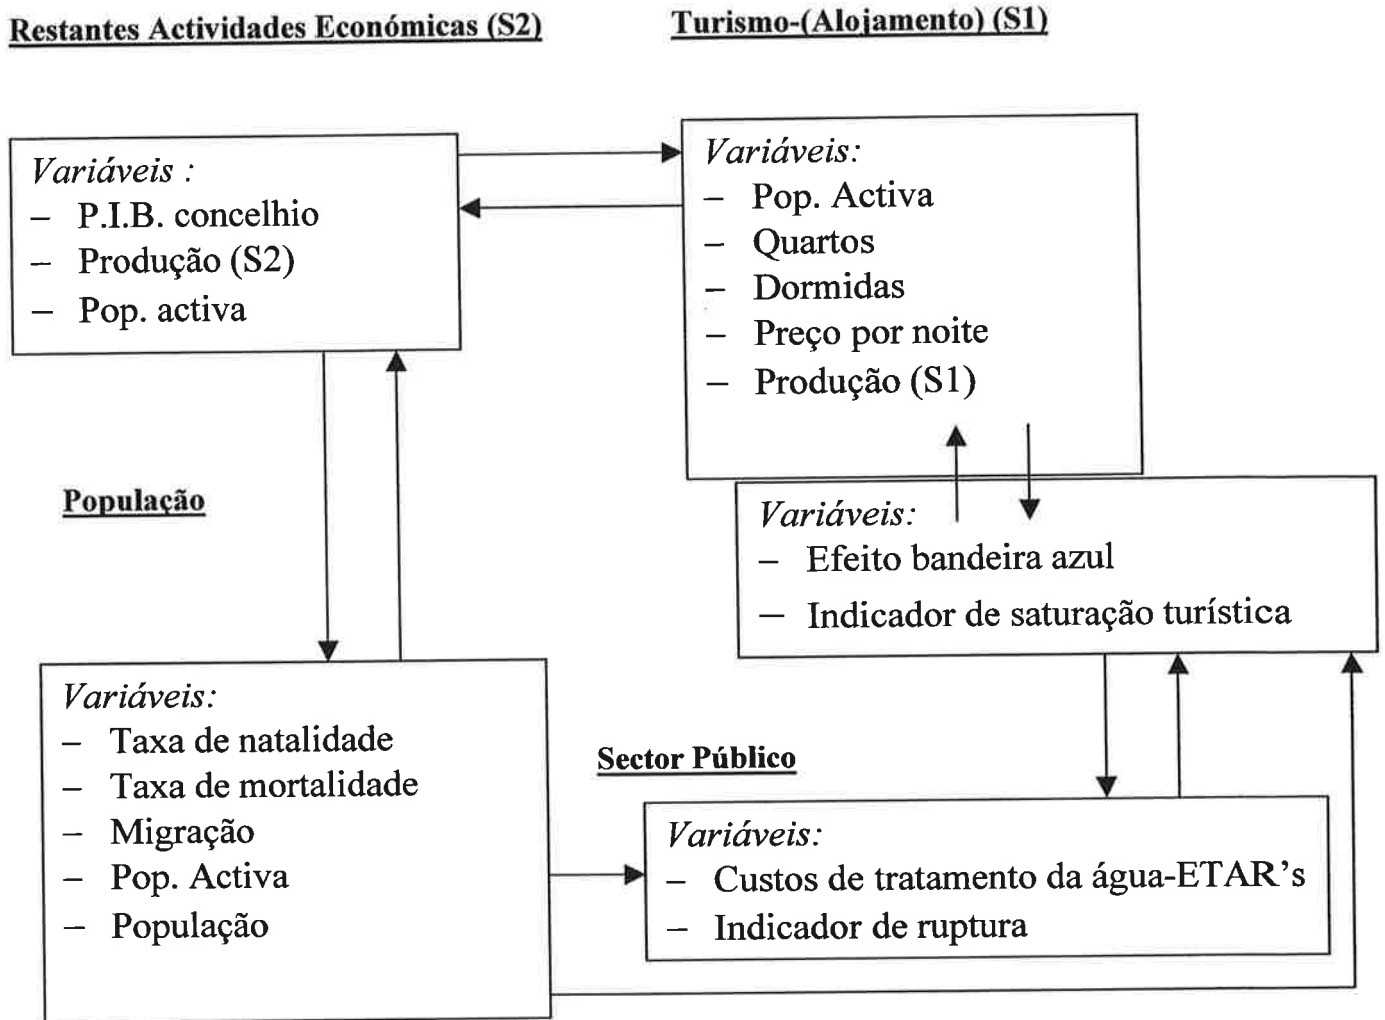 Restantes Actividades Económicas (S2)
Turismo-(Alojamento) (S1)
Variáveis :
– P.I.B. concelhio
– Produção (S2)
– Pop. activa
Variáveis:
– Pop. Activa
– Quartos
– Dormidas
– Preço por noite
– Produção (S1)
População
Variáveis:
– Efeito bandeira azul
– Indicador de saturação turística
Variáveis:
– Taxa de natalidade
– Taxa de mortalidade
– Migração
– Pop. Activa
– População
Sector Público
Variáveis:
– Custos de tratamento da água-ETAR’s
– Indicador de ruptura